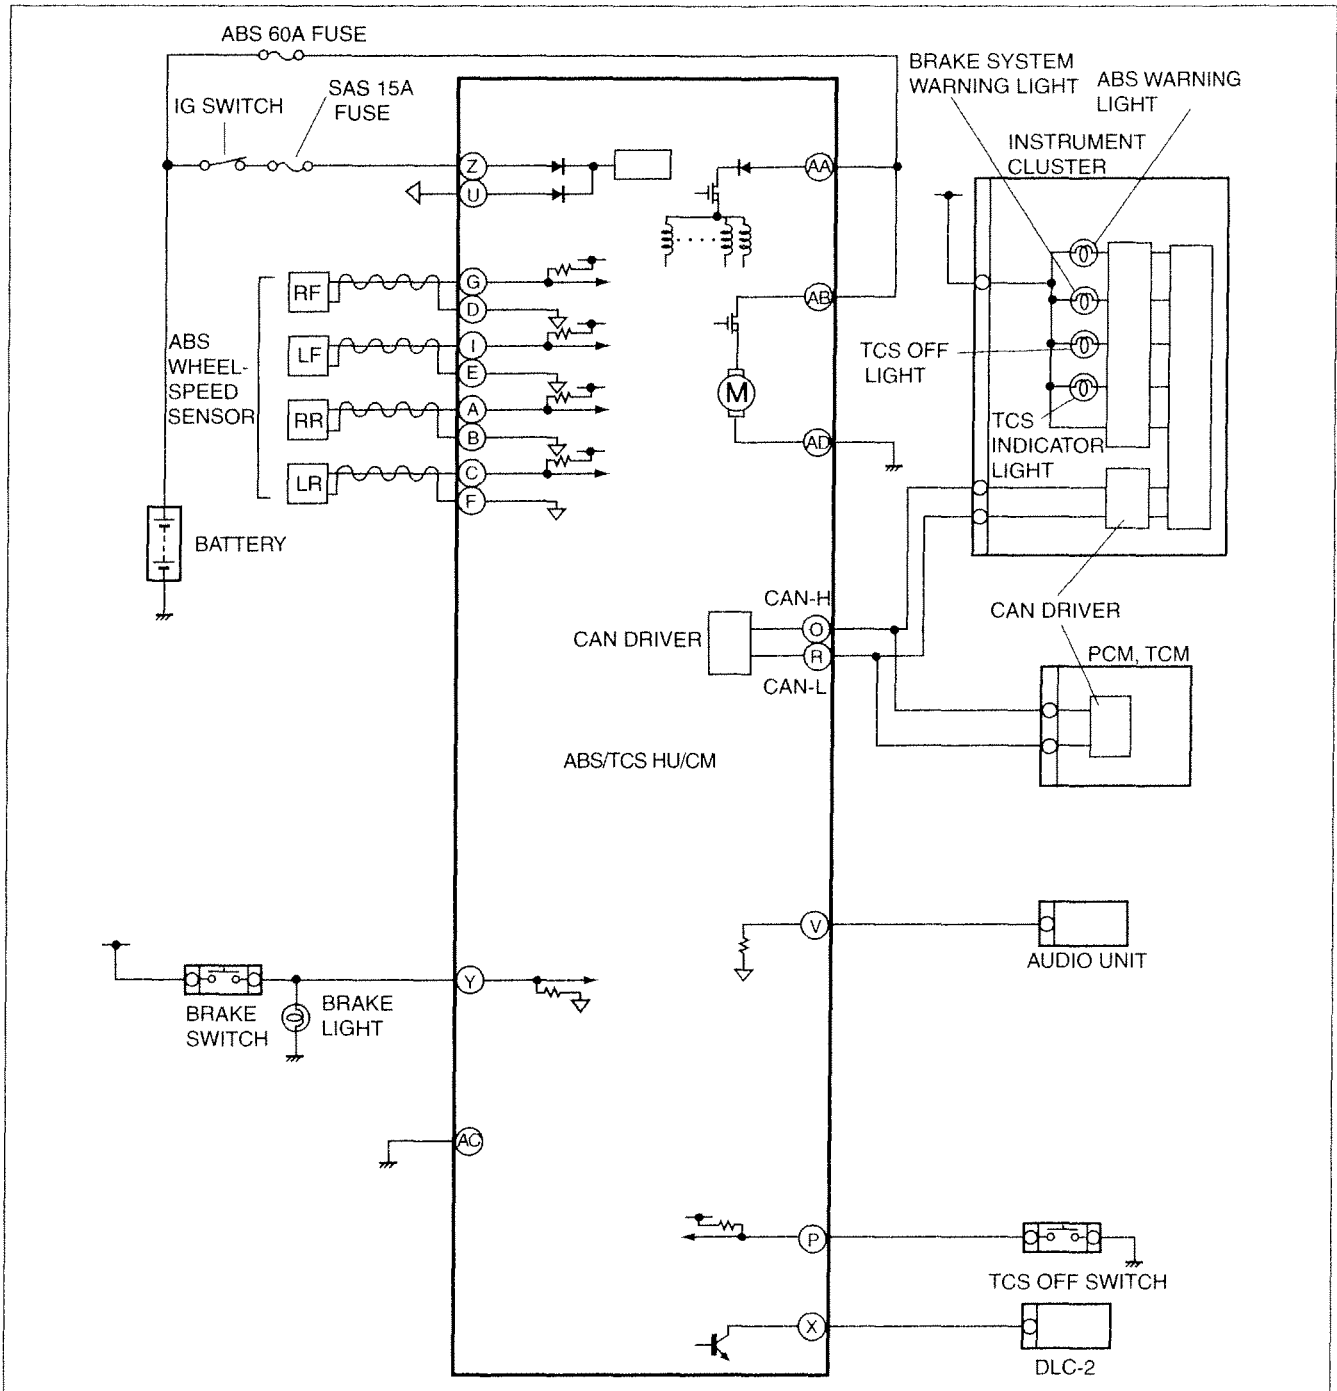 ABS 60A FUSE
IG SWITCH
SAS 15A
FUSE
BRAKE SYSTEM
WARNING LIGHT
ABS WARNING
LIGHT
INSTRUMENT
CLUSTER
Z
U
AA
ABS
WHEEL-
SPEED
SENSOR
RF
LF
RR
LR
G
D
I
E
A
B
C
F
AB
M
AD
TCS OFF
LIGHT
TCS
INDICATOR
LIGHT
BATTERY
CAN DRIVER
CAN-H
O
R
CAN-L
CAN DRIVER
PCM, TCM
ABS/TCS HU/CM
V
AUDIO UNIT
BRAKE
SWITCH
BRAKE
LIGHT
Y
AC
P
TCS OFF SWITCH
X
DLC-2